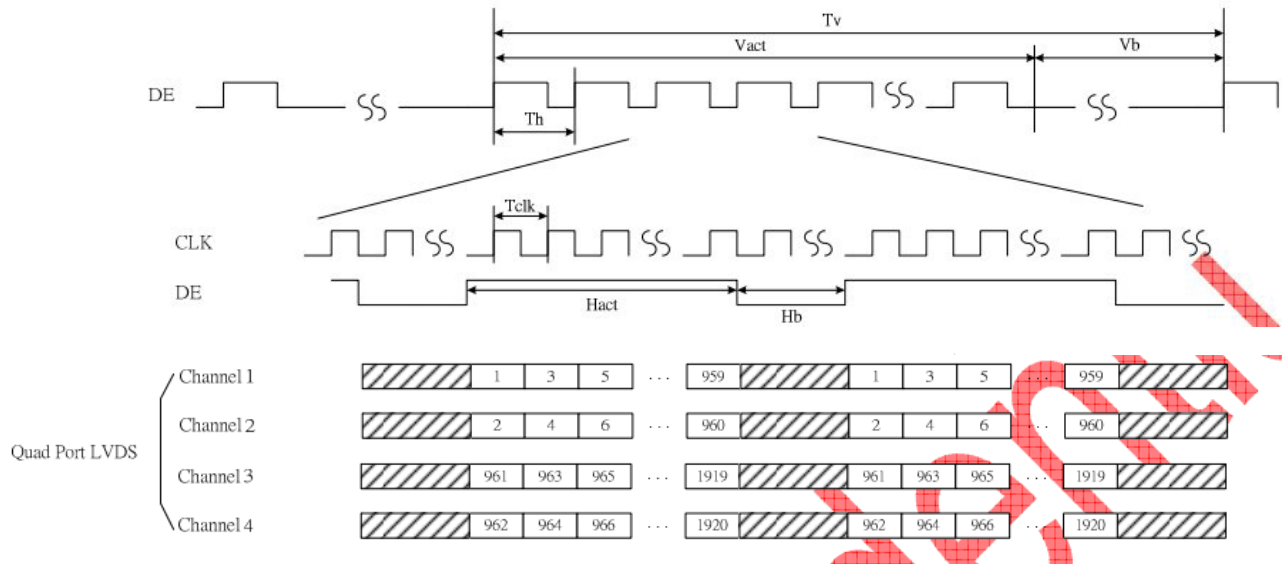 Tv
Vact Vb
DE
Th
Tclk
CLK
DE
Hact
Hb
Channel 1 1 3 5 ... 959 1 3 5 ... 959
Channel 2 2 4 6 ... 960 2 4 6 ... 960
Quad Port LVDS
Channel 3 961 963 965 ... 1919 961 963 965 ... 1919
Channel 4 962 964 966 ... 1920 962 964 966 ... 1920